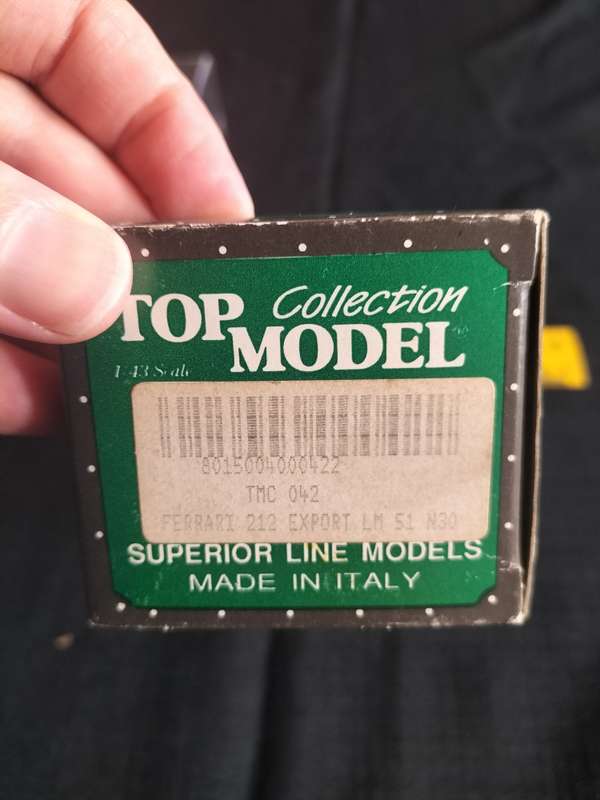 Collection
TOP MODEL
1:43 Scale
8015004000422
TMC 042
FERRARI 212 EXPORT LM 51 N30
SUPERIOR LINE MODELS
MADE IN ITALY